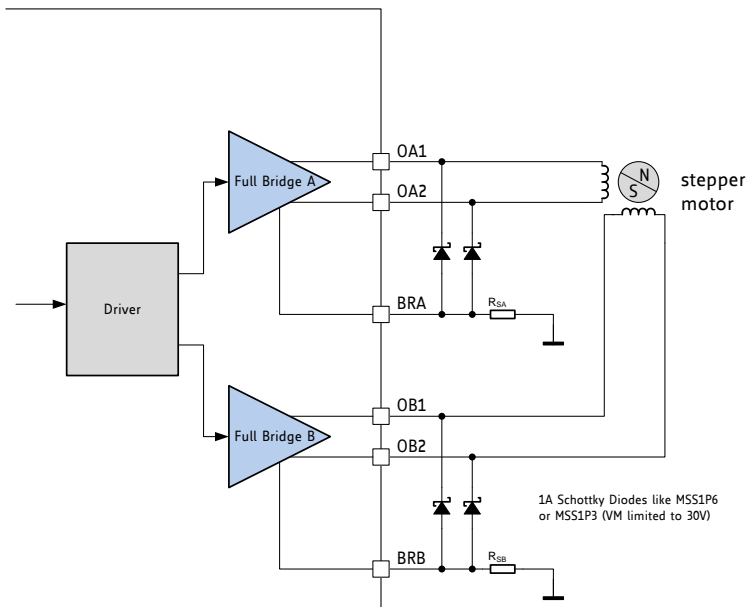 OA1
Full Bridge A
OA2
N
S
stepper
motor
BRA
RSA
Driver
OB1
Full Bridge B
OB2
1A Schottky Diodes like MSS1P6
or MSS1P3 (VM limited to 30V)
BRB
RSB